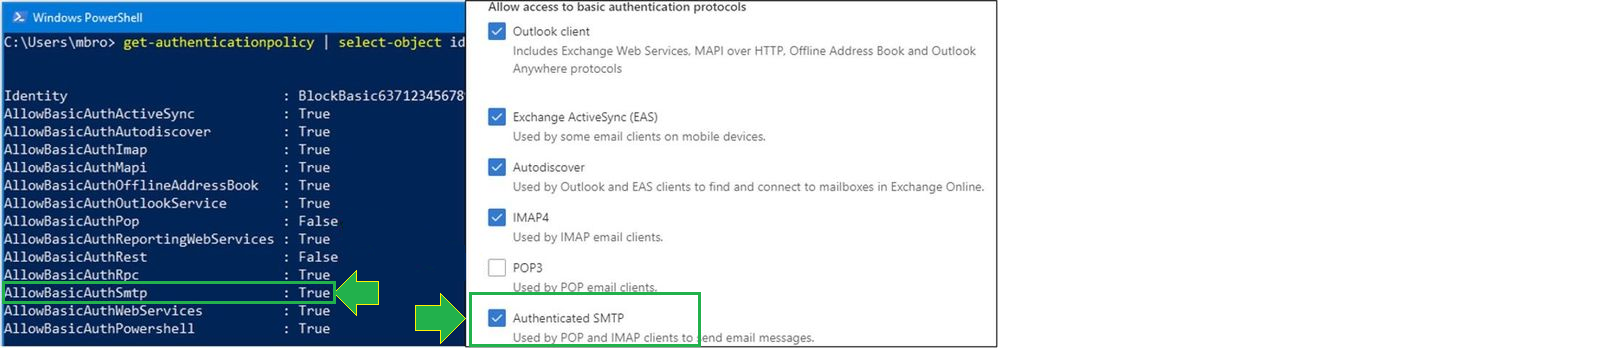 Windows PowerShell
C:\Users\mbro> get-authenticationpolicy | select-object id
Identity : BlockBasic63712345678
AllowBasicAuthActiveSync : True
AllowBasicAuthAutodiscover : True
AllowBasicAuthImap : True
AllowBasicAuthMapi : True
AllowBasicAuthOfflineAddressBook : True
AllowBasicAuthOutlookService : True
AllowBasicAuthPop : False
AllowBasicAuthReportingWebServices : True
AllowBasicAuthRest : False
AllowBasicAuthRpc : True
AllowBasicAuthSmtp : True
AllowBasicAuthWebServices : True
AllowBasicAuthPowershell : True
Allow access to basic authentication protocols
Outlook client
Includes Exchange Web Services, MAPI over HTTP, Offline Address Book and Outlook
Anywhere protocols
Exchange ActiveSync (EAS)
Used by some email clients on mobile devices.
Autodiscover
Used by Outlook and EAS clients to find and connect to mailboxes in Exchange Online.
IMAP4
Used by IMAP email clients.
POP3
Used by POP email clients.
Authenticated SMTP
Used by POP and IMAP clients to send email messages.